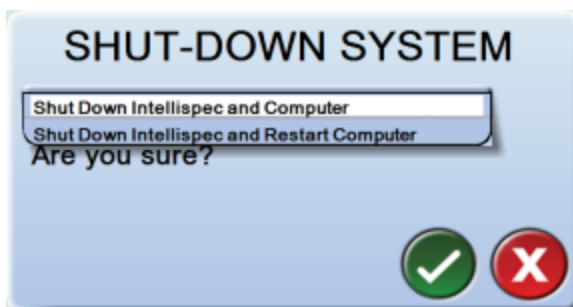 SHUT-DOWN SYSTEM
Shut Down Intellispec and Computer
Shut Down Intellispec and Restart Computer
Are you sure?